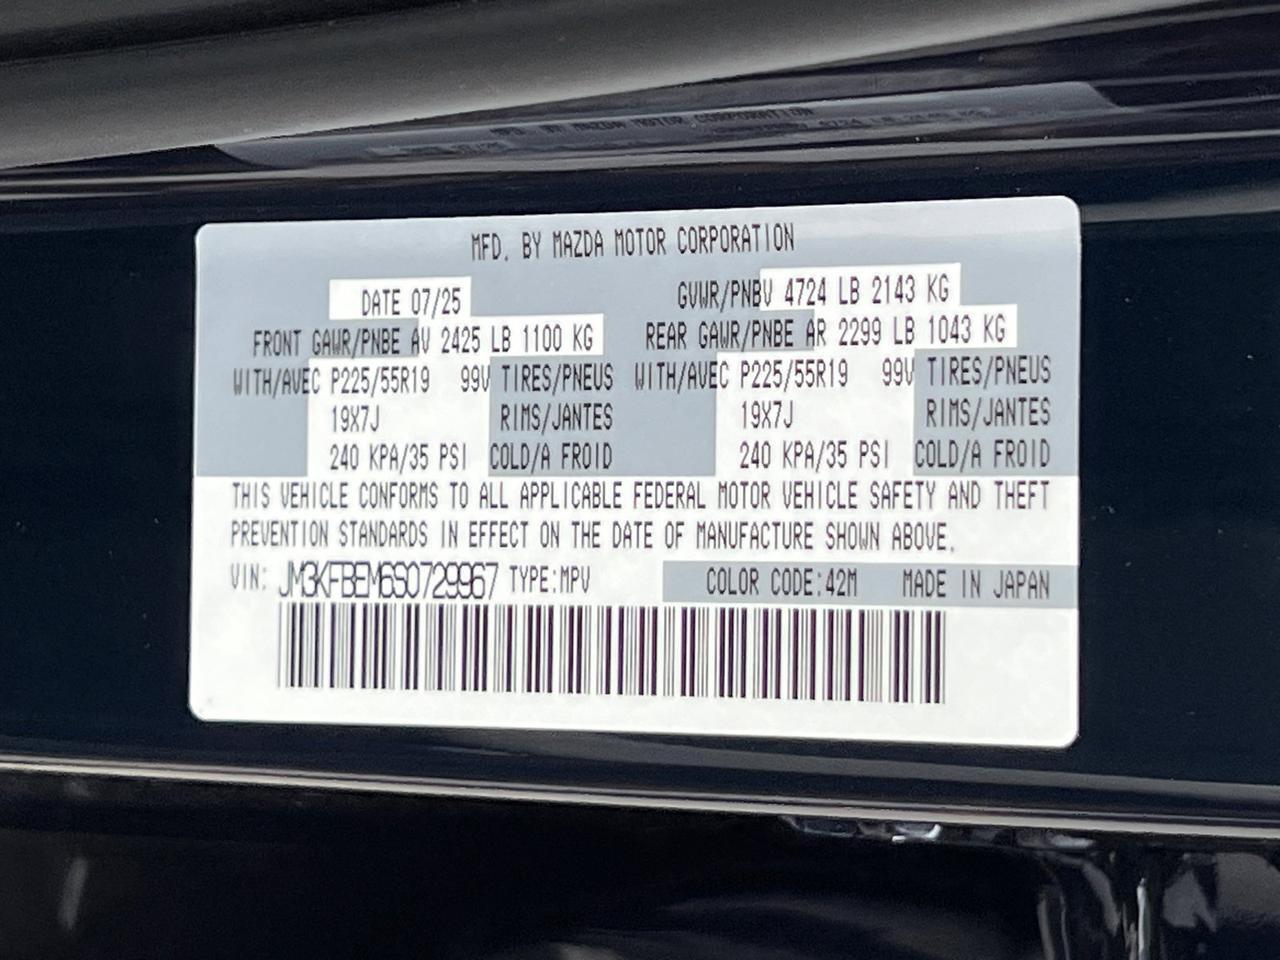 MFD. BY MAZDA MOTOR CORPORATION
DATE 07/25 GVWR/PNBV 4724 LB 2143 KG
FRONT GAWR/PNBE AV 2425 LB 1100 KG REAR GAWR/PNBE AR 2299 LB 1043 KG
WITH/AVEC P225/55R19 99V TIRES/PNEUS WITH/AVEC P225/55R19 99V TIRES/PNEUS
19X7J RIMS/JANTES 19X7J RIMS/JANTES
240 KPA/35 PSI COLD/A FROID 240 KPA/35 PSI COLD/A FROID
THIS VEHICLE CONFORMS TO ALL APPLICABLE FEDERAL MOTOR VEHICLE SAFETY AND THEFT
PREVENTION STANDARDS IN EFFECT ON THE DATE OF MANUFACTURE SHOWN ABOVE.
VIN: JM3KFBEM6S0729967 TYPE:MPV COLOR CODE:42M MADE IN JAPAN